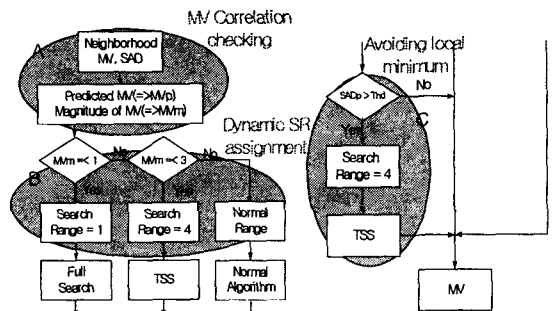 MV Correlation
checking
A
Neighborhood
MV, SAD
Predicted MV(=>MVp)
Magnitude of MV(=>MVm)
Dynamic SR
assignment
B
MVm =< 1
No
MVm =< 3
No
Yes
Yes
Search
Range = 1
Search
Range = 4
Normal
Range
Full
Search
TSS
Normal
Algorithm
Avoiding local
minimum
SADp > Thd
No
C
Yes
Search
Range = 4
TSS
MV